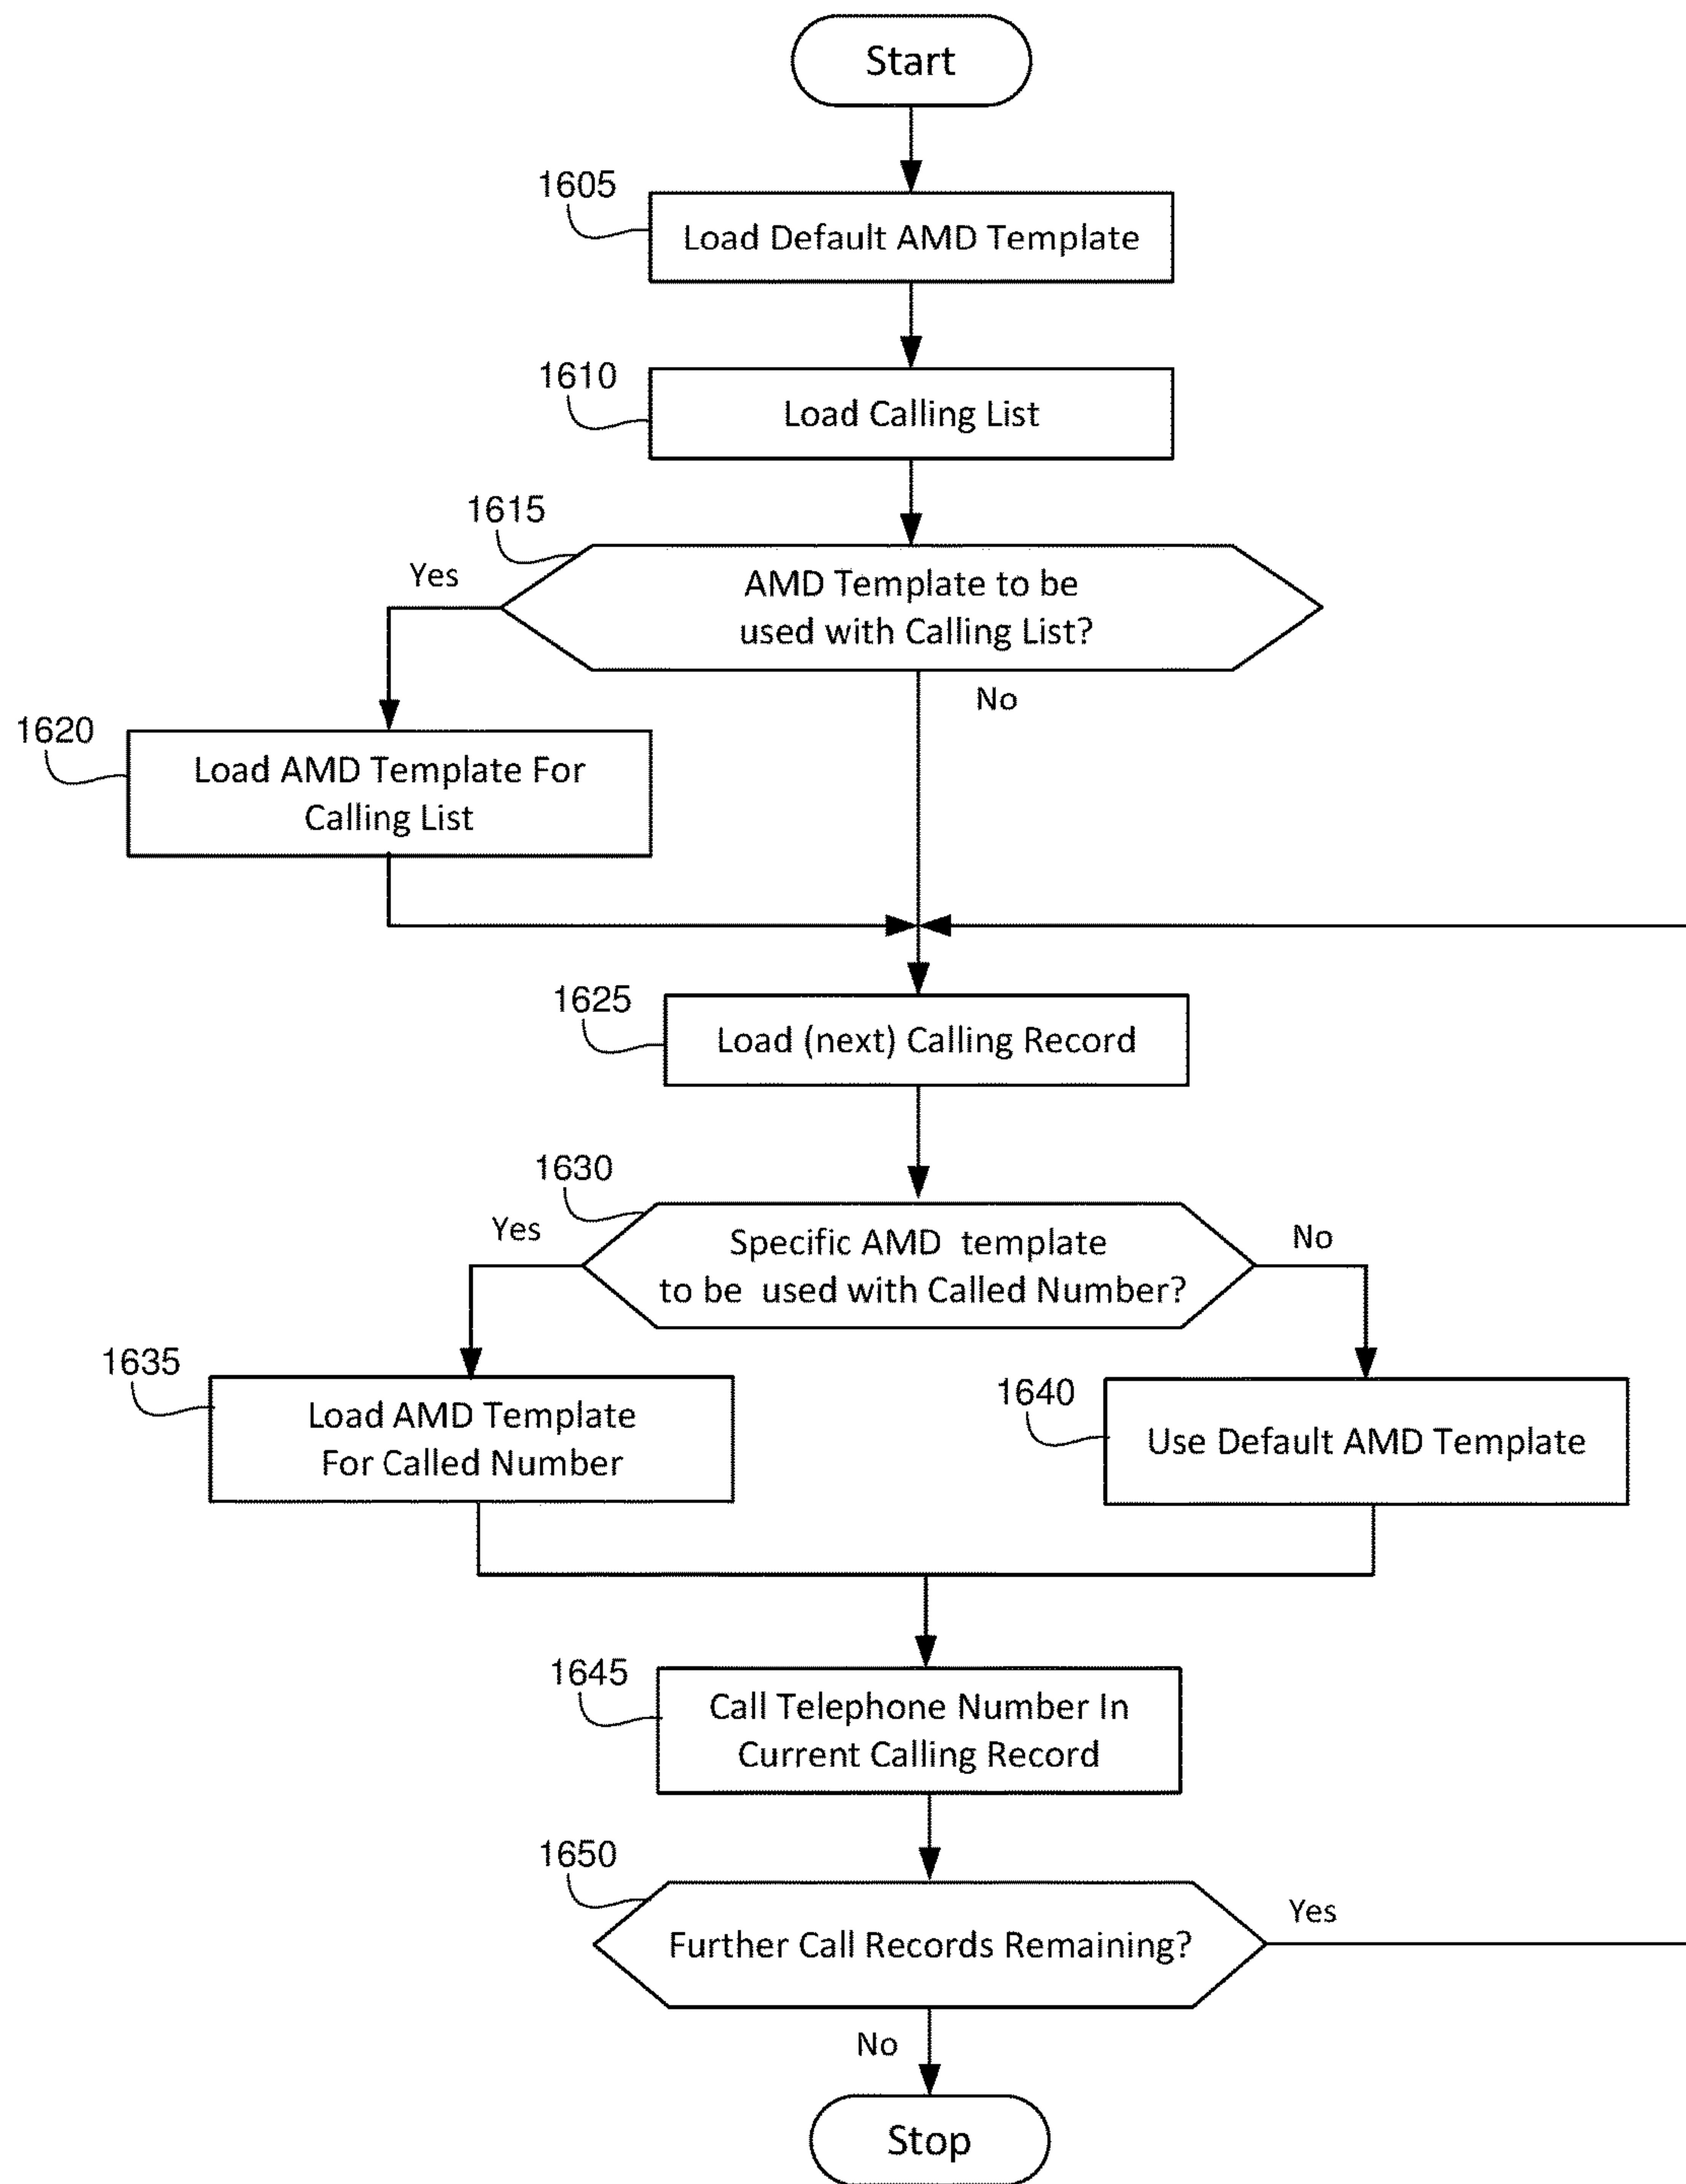 Start
1605
Load Default AMD Template
1610
Load Calling List
1615
Yes
AMD Template to be
used with Calling List?
No
1620
Load AMD Template For
Calling List
1625
Load (next) Calling Record
1630
Yes
Specific AMD template
to be used with Called Number?
No
1635
Load AMD Template
For Called Number
1640
Use Default AMD Template
1645
Call Telephone Number In
Current Calling Record
1650
Further Call Records Remaining?
Yes
No
Stop